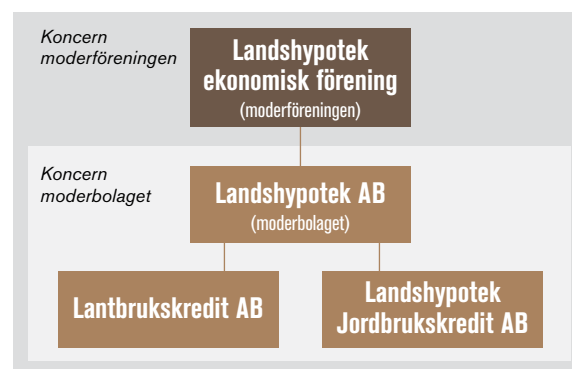 Koncern
moderföreningen
Landshypotek
ekonomisk förening
(moderföreningen)
Koncern
moderbolaget
Landshypotek AB
(moderbolaget)
Lantbrukskredit AB
Landshypotek
Jordbrukskredit AB